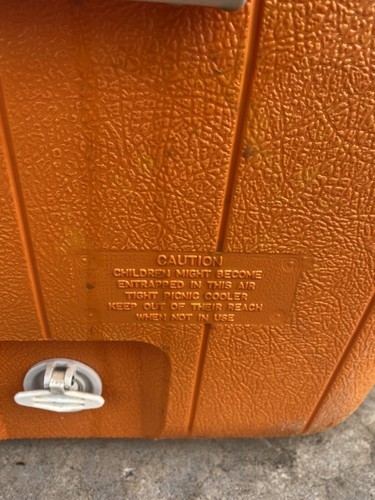 CAUTION
CHILDREN MIGHT BECOME
ENTRAPPED IN THIS AIR
TIGHT PICNIC COOLER
KEEP OUT OF THEIR REACH
WHEN NOT IN USE